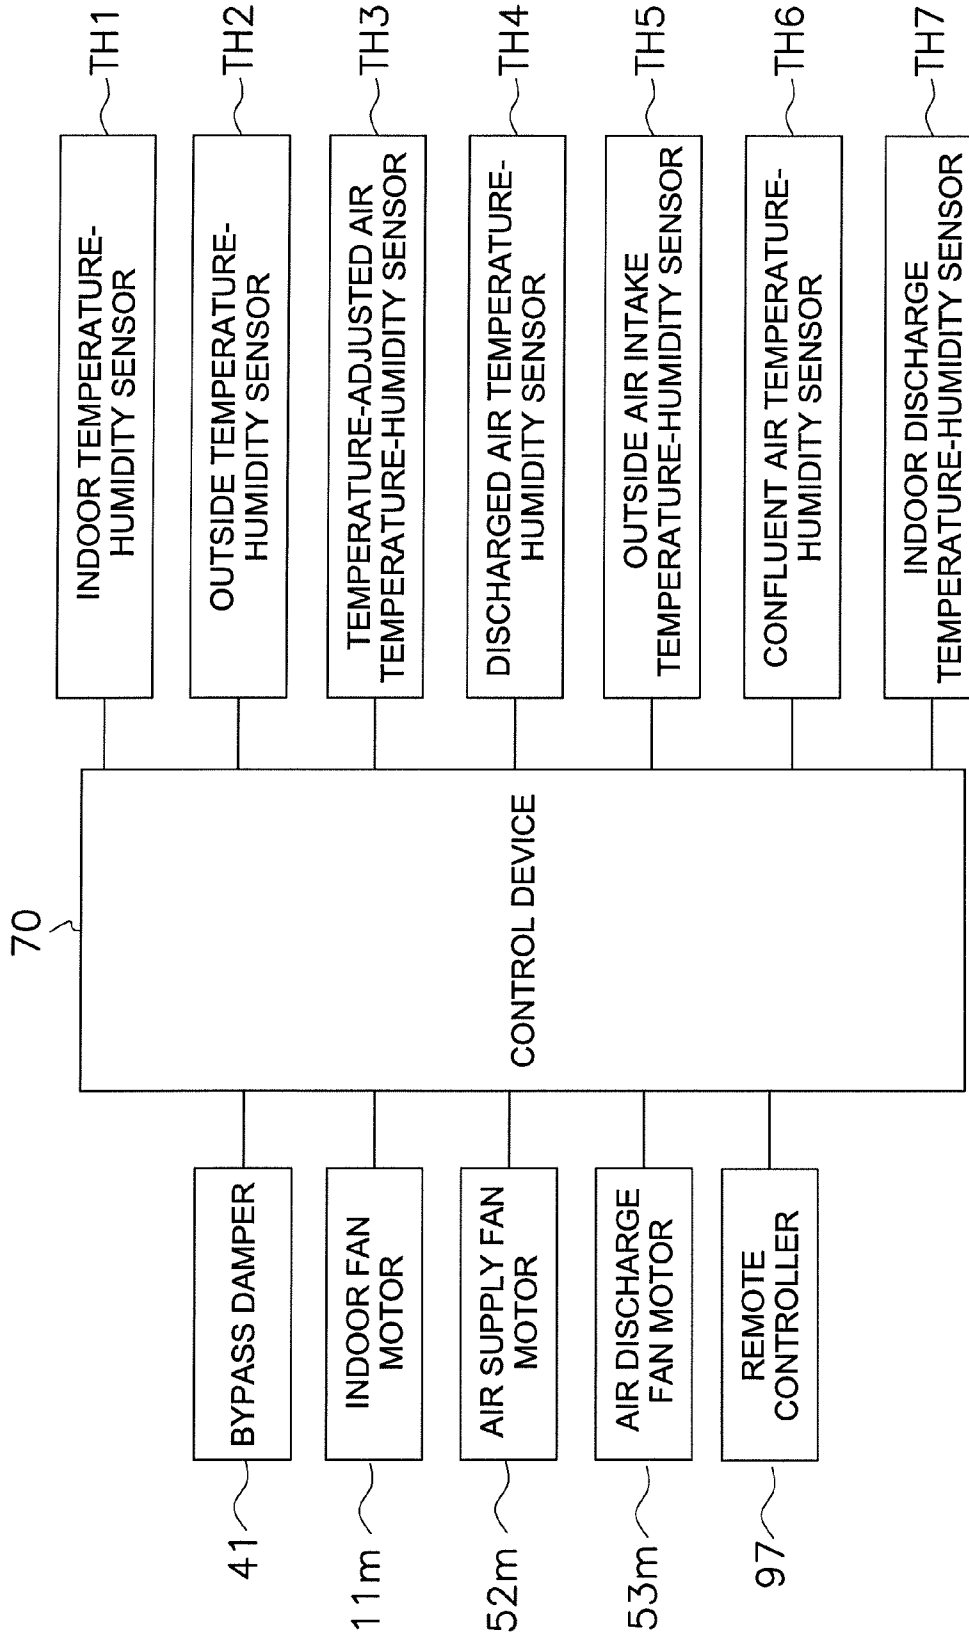 70
CONTROL DEVICE
41
BYPASS DAMPER
11m
INDOOR FAN
MOTOR
52m
AIR SUPPLY FAN
MOTOR
53m
AIR DISCHARGE
FAN MOTOR
97
REMOTE
CONTROLLER
INDOOR TEMPERATURE-
HUMIDITY SENSOR
TH1
OUTSIDE TEMPERATURE-
HUMIDITY SENSOR
TH2
TEMPERATURE-ADJUSTED AIR
TEMPERATURE-HUMIDITY SENSOR
TH3
DISCHARGED AIR TEMPERATURE-
HUMIDITY SENSOR
TH4
OUTSIDE AIR INTAKE
TEMPERATURE-HUMIDITY SENSOR
TH5
CONFLUENT AIR TEMPERATURE-
HUMIDITY SENSOR
TH6
INDOOR DISCHARGE
TEMPERATURE-HUMIDITY SENSOR
TH7